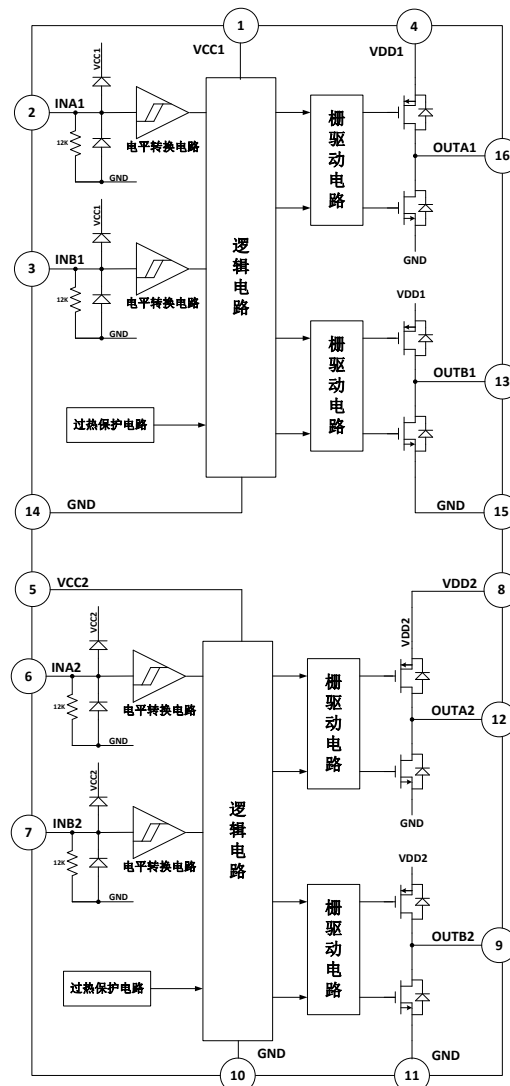 1
4
VCC1
VDD1
VCC1
2
INA1
12K
GND
电平转换电路
栅驱动电路
OUTA1
16
GND
VCC1
3
INB1
12K
GND
电平转换电路
逻辑电路
VDD1
栅驱动电路
OUTB1
13
过热保护电路
14
GND
GND
15
5
VCC2
VDD2
8
VCC2
VDD2
6
INA2
12K
GND
电平转换电路
栅驱动电路
OUTA2
12
GND
VCC2
7
INB2
12K
GND
电平转换电路
逻辑电路
VDD2
栅驱动电路
OUTB2
9
过热保护电路
GND
GND
10
11